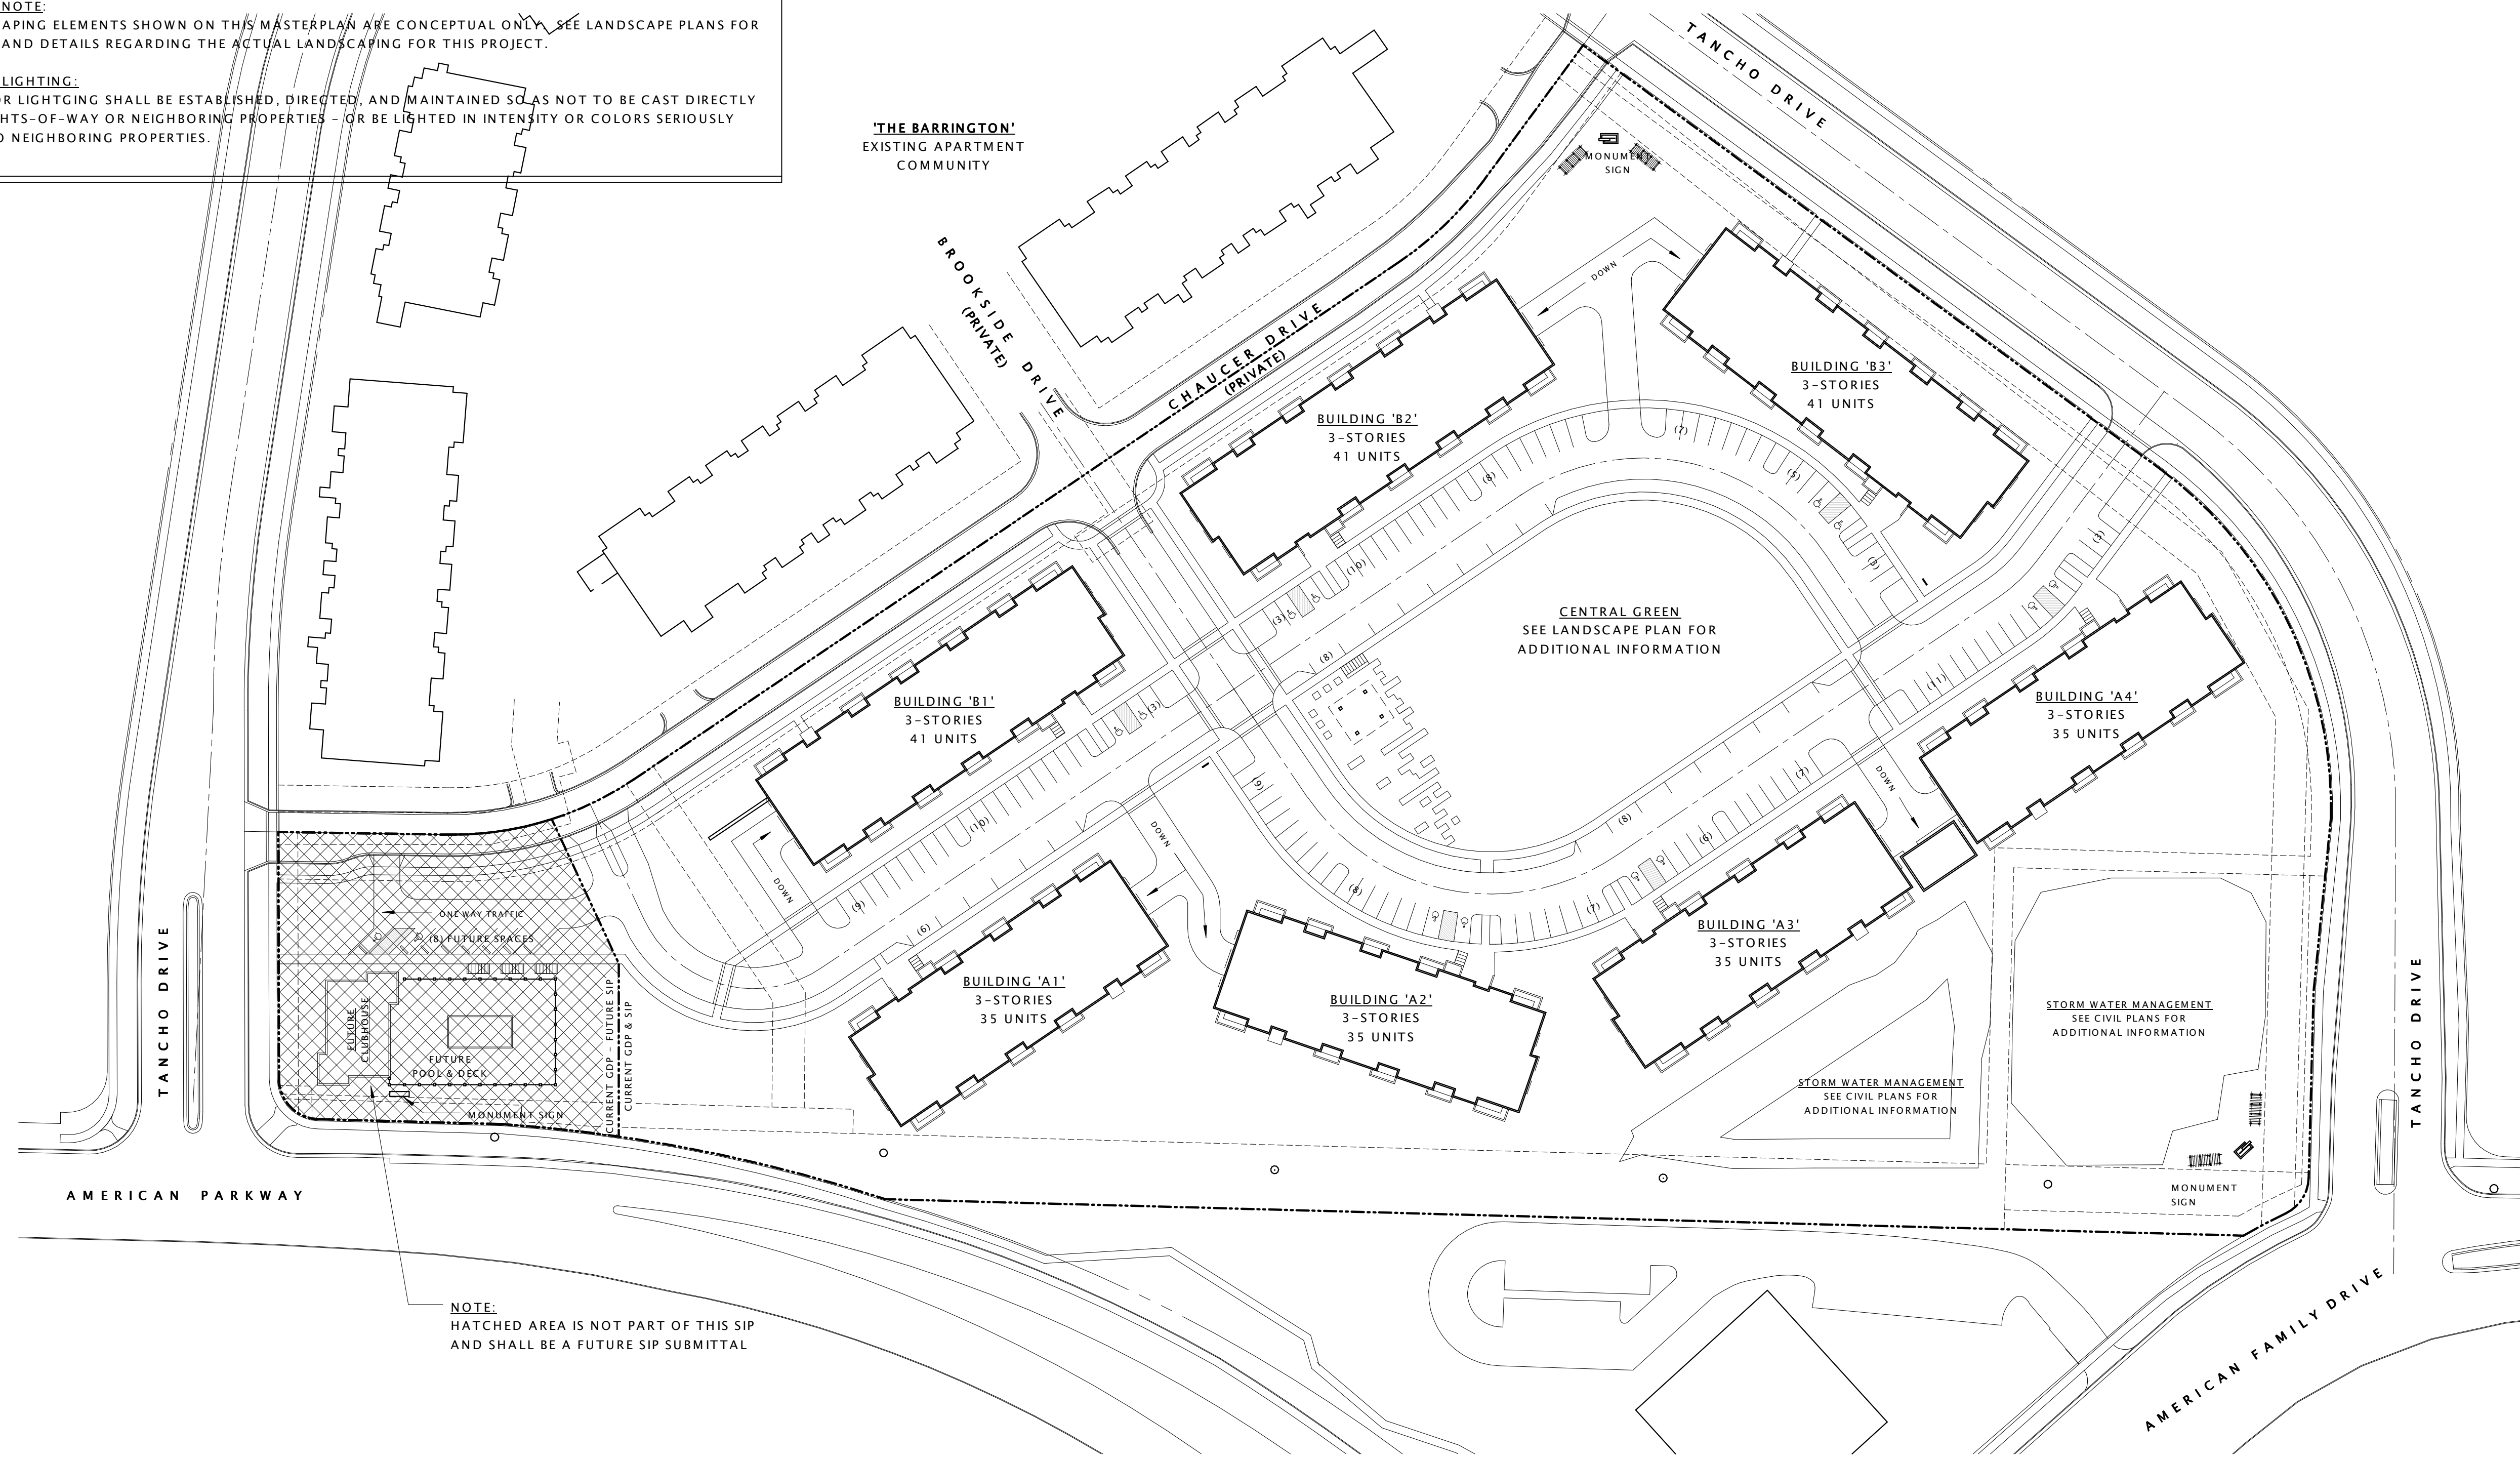 NOTE:
APING ELEMENTS SHOWN ON THIS MASTERPLAN ARE CONCEPTUAL ONLY. SEE LANDSCAPE PLANS FOR
AND DETAILS REGARDING THE ACTUAL LANDSCAPING FOR THIS PROJECT.
LIGHTING:
OR LIGHTGING SHALL BE ESTABLISHED, DIRECTED, AND MAINTAINED SO AS NOT TO BE CAST DIRECTLY
HTS-OF-WAY OR NEIGHBORING PROPERTIES - OR BE LIGHTED IN INTENSITY OR COLORS SERIOUSLY
O NEIGHBORING PROPERTIES.
'THE BARRINGTON'
EXISTING APARTMENT
COMMUNITY
TANCHO DRIVE
MONUMENT
SIGN
BROOKSIDE DRIVE
(PRIVATE)
CHAUCER DRIVE
(PRIVATE)
DOWN
BUILDING 'B3'
3-STORIES
41 UNITS
BUILDING 'B2'
3-STORIES
41 UNITS
(7)
(8)
(5)
(10)
(3)
(3)
(3)
CENTRAL GREEN
SEE LANDSCAPE PLAN FOR
ADDITIONAL INFORMATION
(8)
(11)
BUILDING 'B1'
3-STORIES
41 UNITS
(3)
BUILDING 'A4'
3-STORIES
35 UNITS
(9)
(7)
DOWN
(8)
(10)
DOWN
(6)
DOWN
(9)
(8)
(7)
(6)
ONE WAY TRAFFIC
(8) FUTURE SPACES
BUILDING 'A3'
3-STORIES
35 UNITS
BUILDING 'A1'
3-STORIES
35 UNITS
BUILDING 'A2'
3-STORIES
35 UNITS
STORM WATER MANAGEMENT
SEE CIVIL PLANS FOR
ADDITIONAL INFORMATION
STORM WATER MANAGEMENT
SEE CIVIL PLANS FOR
ADDITIONAL INFORMATION
TANCHO DRIVE
FUTURE
CLUBHOUSE
FUTURE
POOL & DECK
CURRENT GDP - FUTURE SIP
CURRENT GDP & SIP
MONUMENT SIGN
TANCHO DRIVE
MONUMENT
SIGN
AMERICAN PARKWAY
AMERICAN FAMILY DRIVE
NOTE:
HATCHED AREA IS NOT PART OF THIS SIP
AND SHALL BE A FUTURE SIP SUBMITTAL